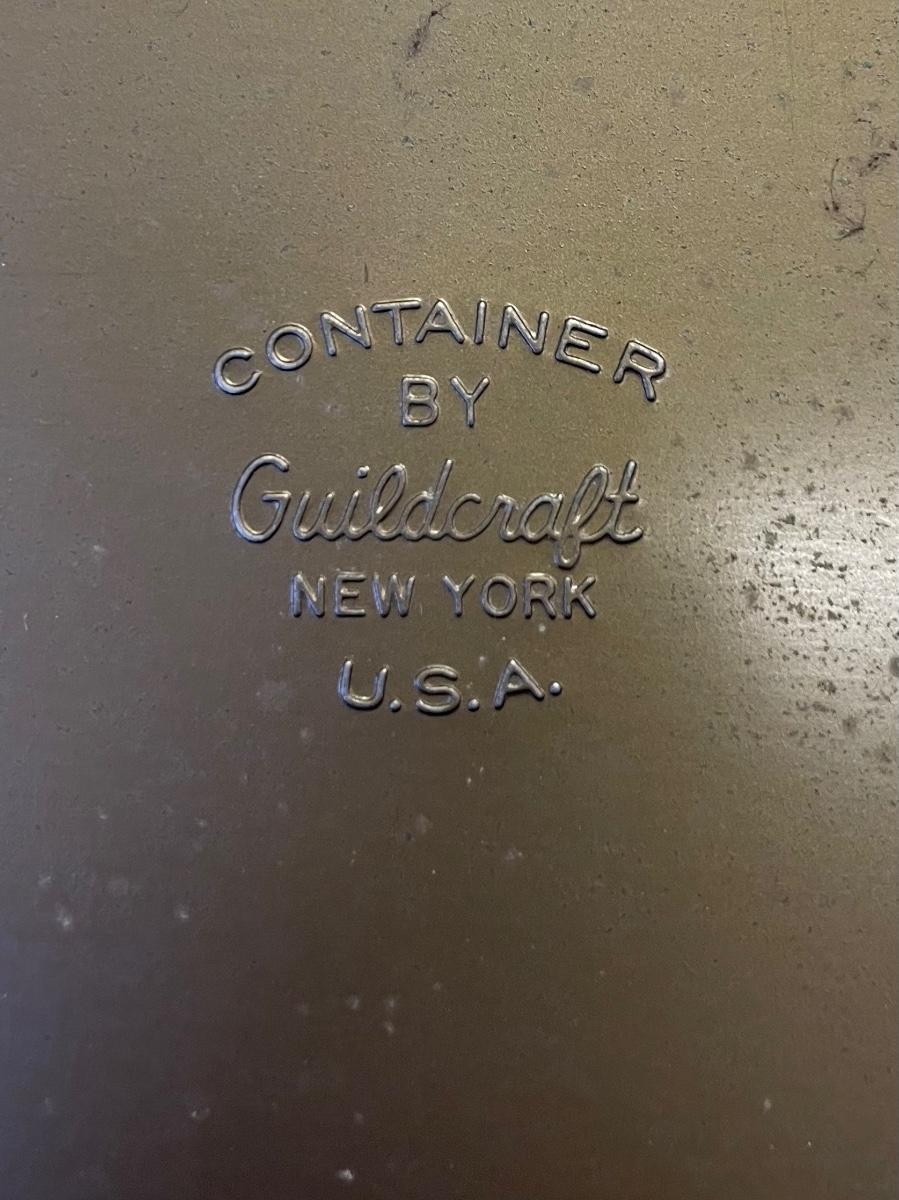 CONTAINER
BY
Guildcraft
NEW YORK
U.S.A.